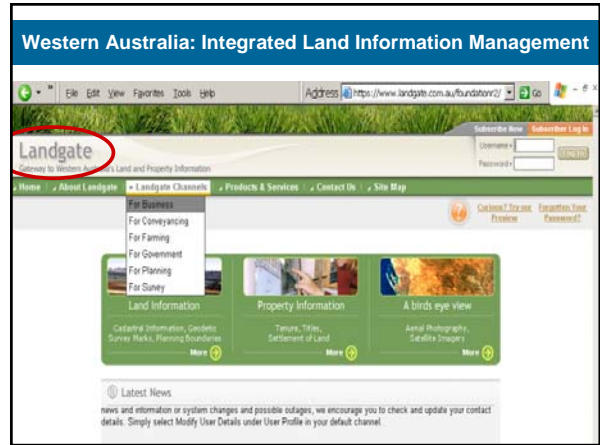 Western Australia: Integrated Land Information Management
File Edit View Favorites Tools Help
Address https://www.landgate.com.au/foundationr2/ Go
Subscribe Now Subscriber Log In
Landgate
Gateway to Western Australia's Land and Property Information
Username
Password
Home About Landgate Landgate Channels Products & Services Contact Us Site Map
For Business
For Conveyancing
For Farming
For Government
For Planning
For Survey
Curious? Try our Preview
Forgotten Your Password?
Land Information
Cadastral Information, Geodetic Survey Marks, Planning Boundaries
More
Property Information
Tenure, Titles, Settlement of Land
More
A birds eye view
Aerial Photography, Satellite Imagery
More
Latest News
news and information or system changes and possible outages, we encourage you to check and update your contact
details. Simply select Modify User Details under User Profile in your default channel.